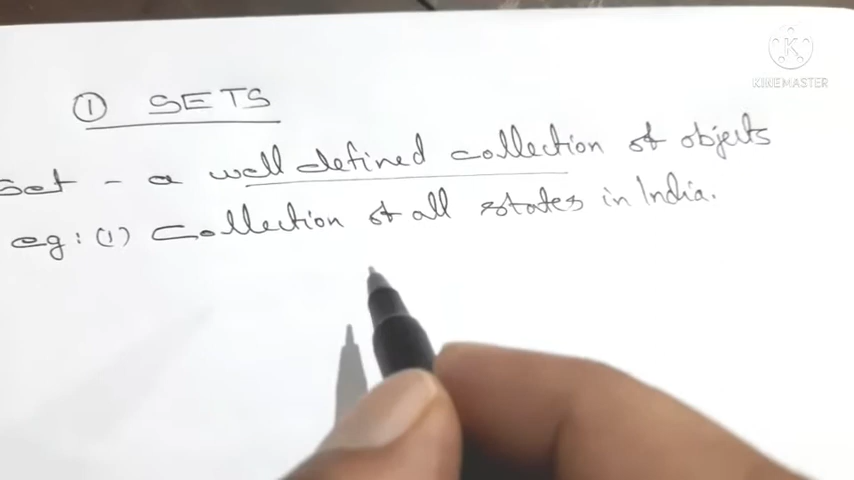 ① SETS
Set - a well defined collection of objects
eg: (1) Collection of all states in India.
KINEMASTER